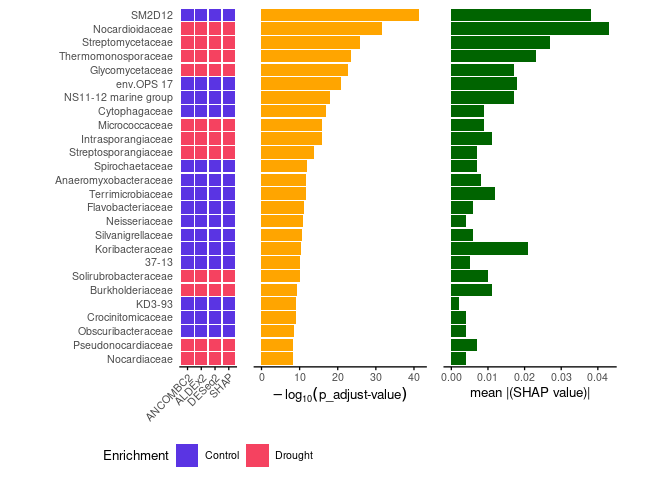 SM2D12
Nocardioidaceae
Streptomycetaceae
Thermomonosporaceae
Glycomycetaceae
env.OPS 17
NS11-12 marine group
Cytophagaceae
Micrococcaceae
Intrasporangiaceae
Streptosporangiaceae
Spirochaetaceae
Anaeromyxobacteraceae
Terrimicrobiaceae
Flavobacteriaceae
Neisseriaceae
Silvanigrellaceae
Koribacteraceae
37-13
Solirubrobacteraceae
Burkholderiaceae
KD3-93
Crocinitomicaceae
Obscuribacteraceae
Pseudonocardiaceae
Nocardiaceae
ANCOMBC2
ALDEx2
DESeq2
SHAP
0 10 20 30 40
−log10(p_adjust-value)
0.00 0.01 0.02 0.03 0.04
mean |(SHAP value)|
Enrichment Control Drought